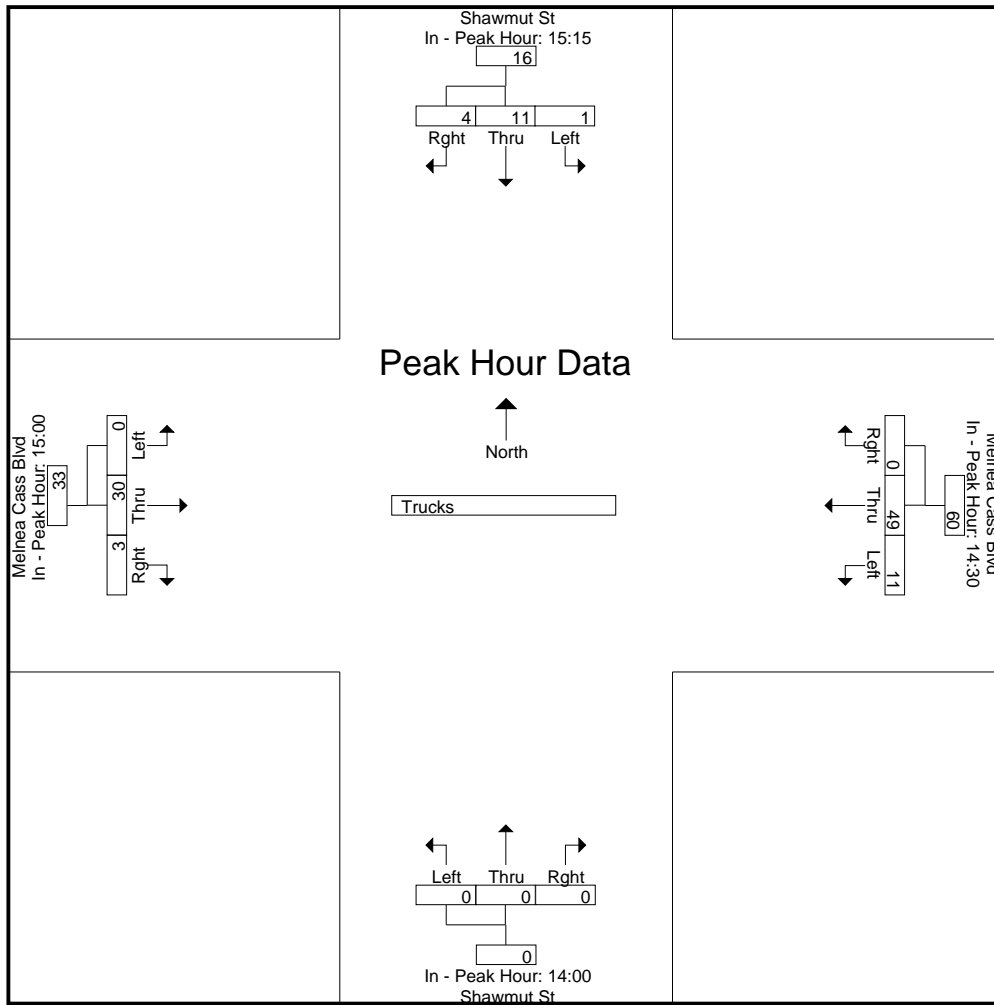 Shawmut St
In - Peak Hour: 15:15
16
4 11 1
Rght Thru Left
Peak Hour Data
North
Trucks
Melnea Cass Blvd
In - Peak Hour: 15:00
33
0 30 3
Left Thru Rght
Melnea Cass Blvd
In - Peak Hour: 14:30
60
0 49 11
Rght Thru Left
Left Thru Rght
0 0 0
0
In - Peak Hour: 14:00
Shawmut St